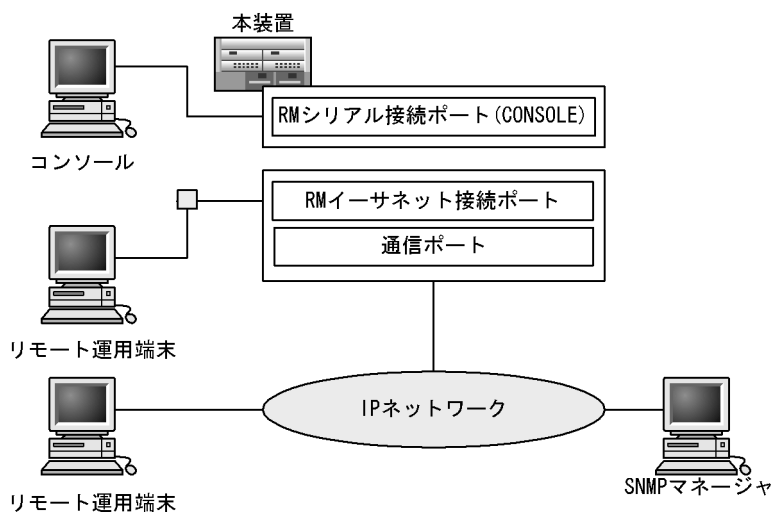 本装置
RMシリアル接続ポート(CONSOLE)
コンソール
RMイーサネット接続ポート
通信ポート
リモート運用端末
IPネットワーク
SNMPマネージャ
リモート運用端末